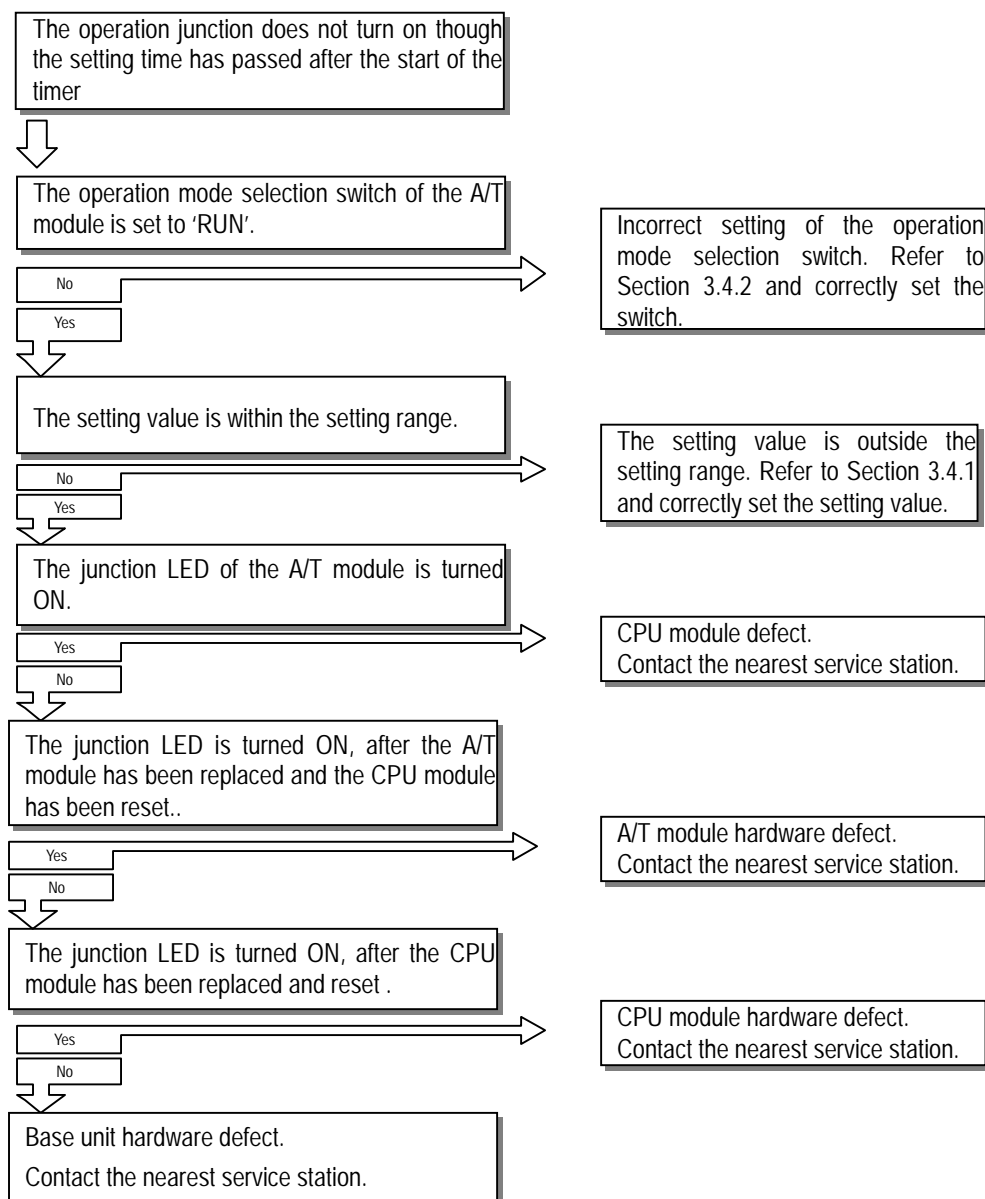 The operation junction does not turn on though
the setting time has passed after the start of the
timer
The operation mode selection switch of the A/T
module is set to ‘RUN’.
No
Incorrect setting of the operation
mode selection switch. Refer to
Section 3.4.2 and correctly set the
switch.
Yes
The setting value is within the setting range.
No
The setting value is outside the
setting range. Refer to Section 3.4.1
and correctly set the setting value.
Yes
The junction LED of the A/T module is turned
ON.
Yes
CPU module defect.
Contact the nearest service station.
No
The junction LED is turned ON, after the A/T
module has been replaced and the CPU module
has been reset..
Yes
A/T module hardware defect.
Contact the nearest service station.
No
The junction LED is turned ON, after the CPU
module has been replaced and reset .
Yes
CPU module hardware defect.
Contact the nearest service station.
No
Base unit hardware defect.
Contact the nearest service station.